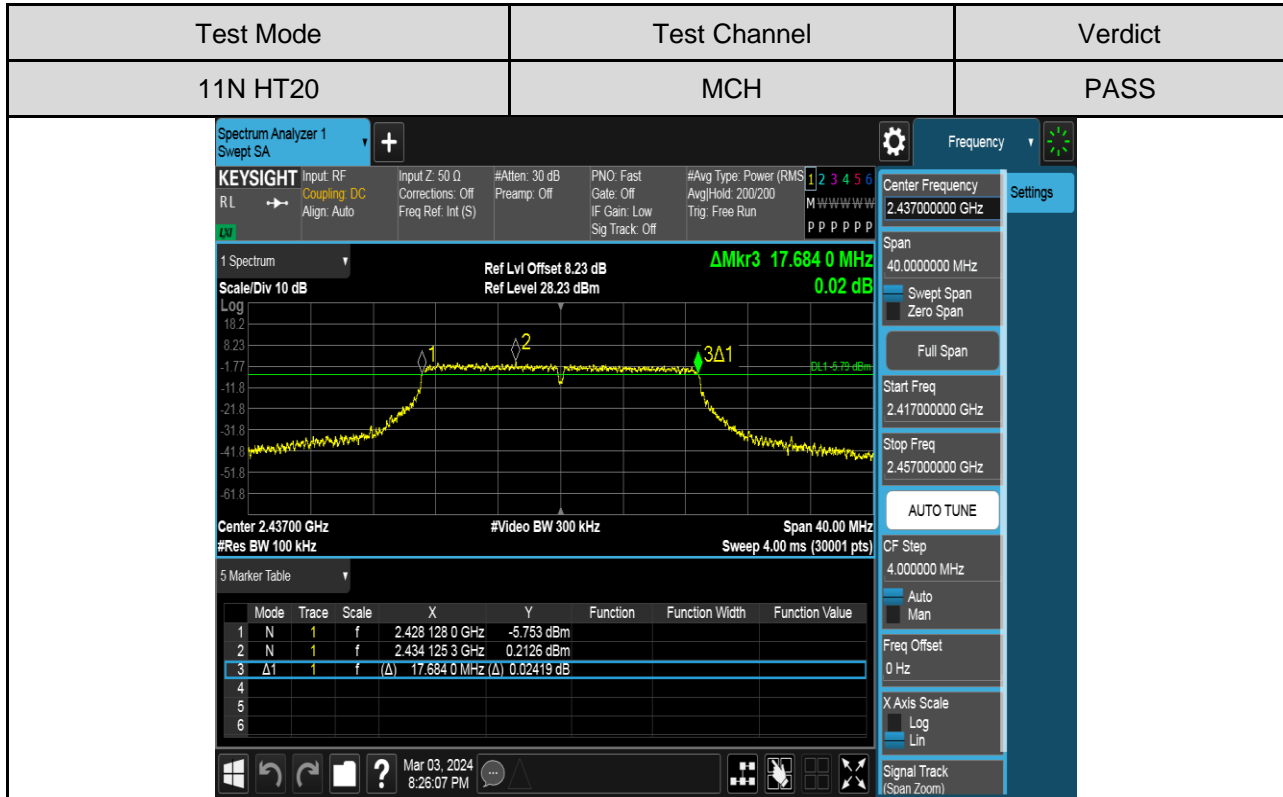 Test Mode Test Channel Verdict
11N HT20 MCH PASS
Spectrum Analyzer 1
Swept SA
+
Frequency
KEYSIGHT Input: RF Input Z: 50 Ω #Atten: 30 dB PNO: Fast #Avg Type: Power (RMS 1 2 3 4 5 6
RL Coupling: DC Corrections: Off Preamp: Off Gate: Off Avg|Hold: 200/200 M W W W W W
Align: Auto Freq Ref: Int (S) IF Gain: Low Trig: Free Run
LXI Sig Track: Off P P P P P P
1 Spectrum
Ref Lvl Offset 8.23 dB ΔMkr3 17.684 0 MHz
Scale/Div 10 dB Ref Level 28.23 dBm 0.02 dB
Log
18.2
8.23
-1.77
-11.8
-21.8
-31.8
-41.8
-51.8
-61.8
1 2 3Δ1
DL1 -5.79 dBm
Center 2.43700 GHz #Video BW 300 kHz Span 40.00 MHz
#Res BW 100 kHz Sweep 4.00 ms (30001 pts)
5 Marker Table
Mode Trace Scale X Y Function Function Width Function Value
1 N 1 f 2.428 128 0 GHz -5.753 dBm
2 N 1 f 2.434 125 3 GHz 0.2126 dBm
3 Δ1 1 f (Δ) 17.684 0 MHz (Δ) 0.02419 dB
4
5
6
?
Mar 03, 2024
8:26:07 PM
Center Frequency
2.437000000 GHz
Settings
Span
40.0000000 MHz
Swept Span
Zero Span
Full Span
Start Freq
2.417000000 GHz
Stop Freq
2.457000000 GHz
AUTO TUNE
CF Step
4.000000 MHz
Auto
Man
Freq Offset
0 Hz
X Axis Scale
Log
Lin
Signal Track
(Span Zoom)